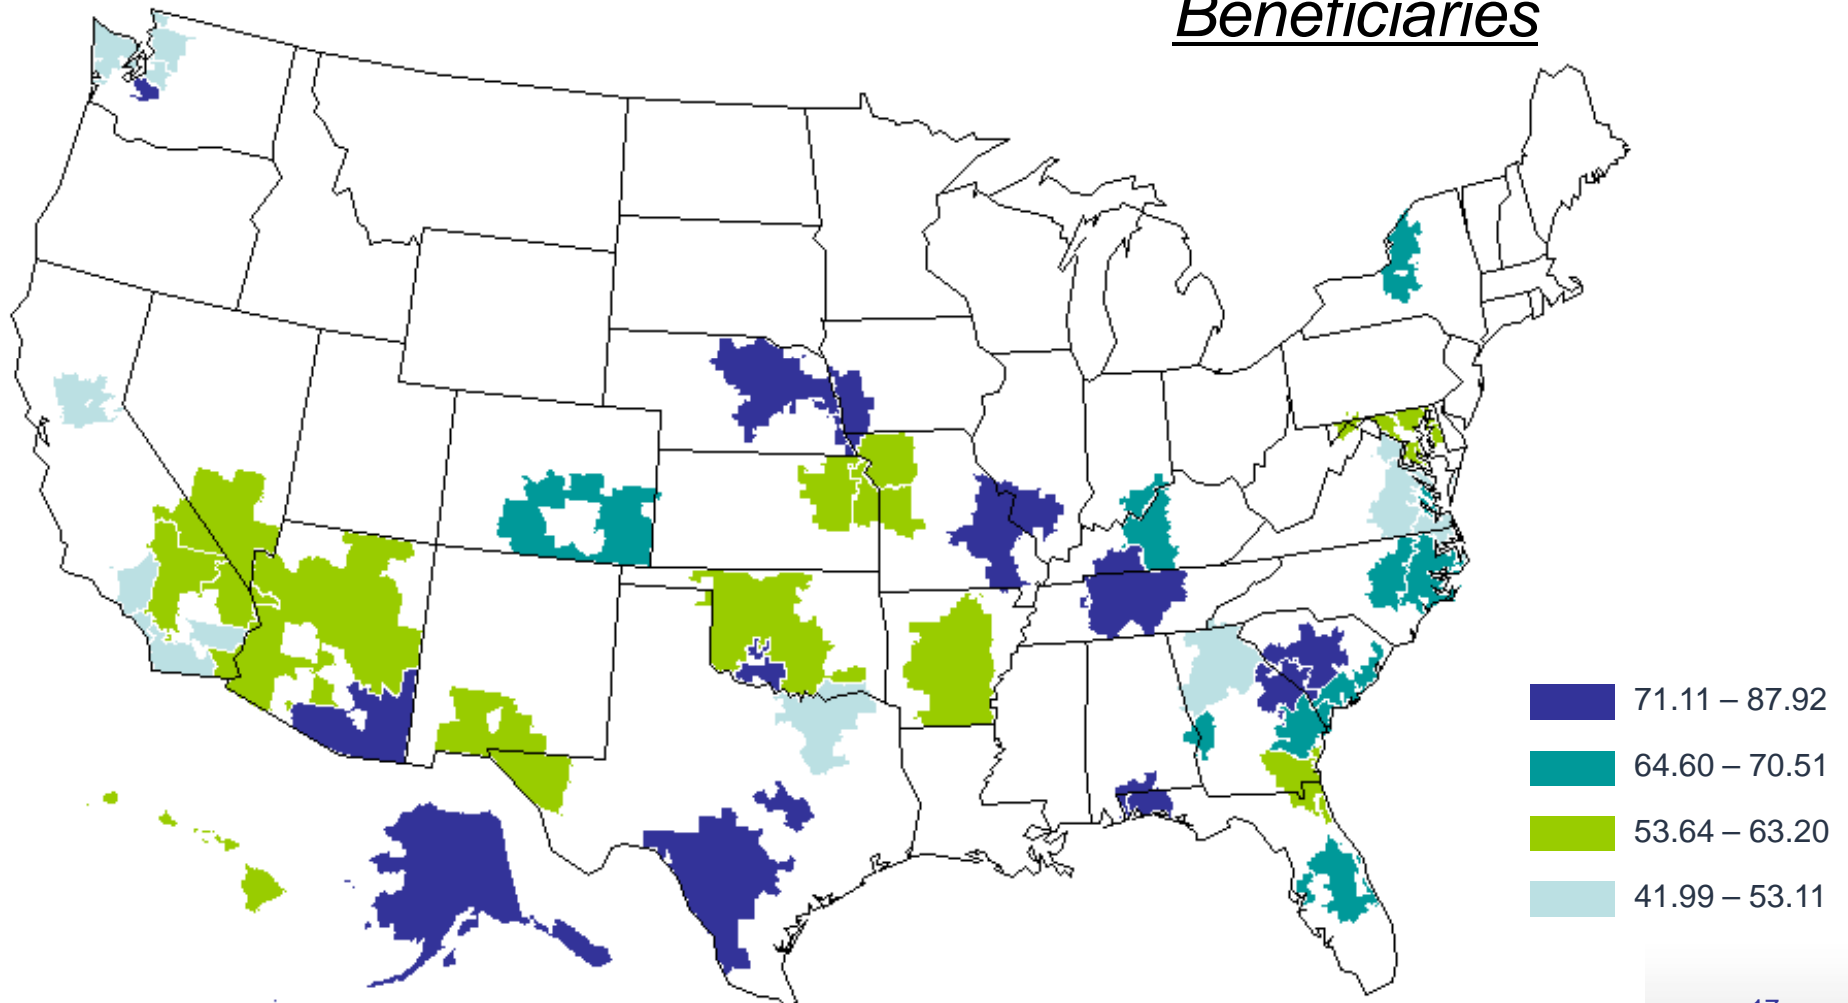 Beneficiaries
71.11 – 87.92
64.60 – 70.51
53.64 – 63.20
41.99 – 53.11